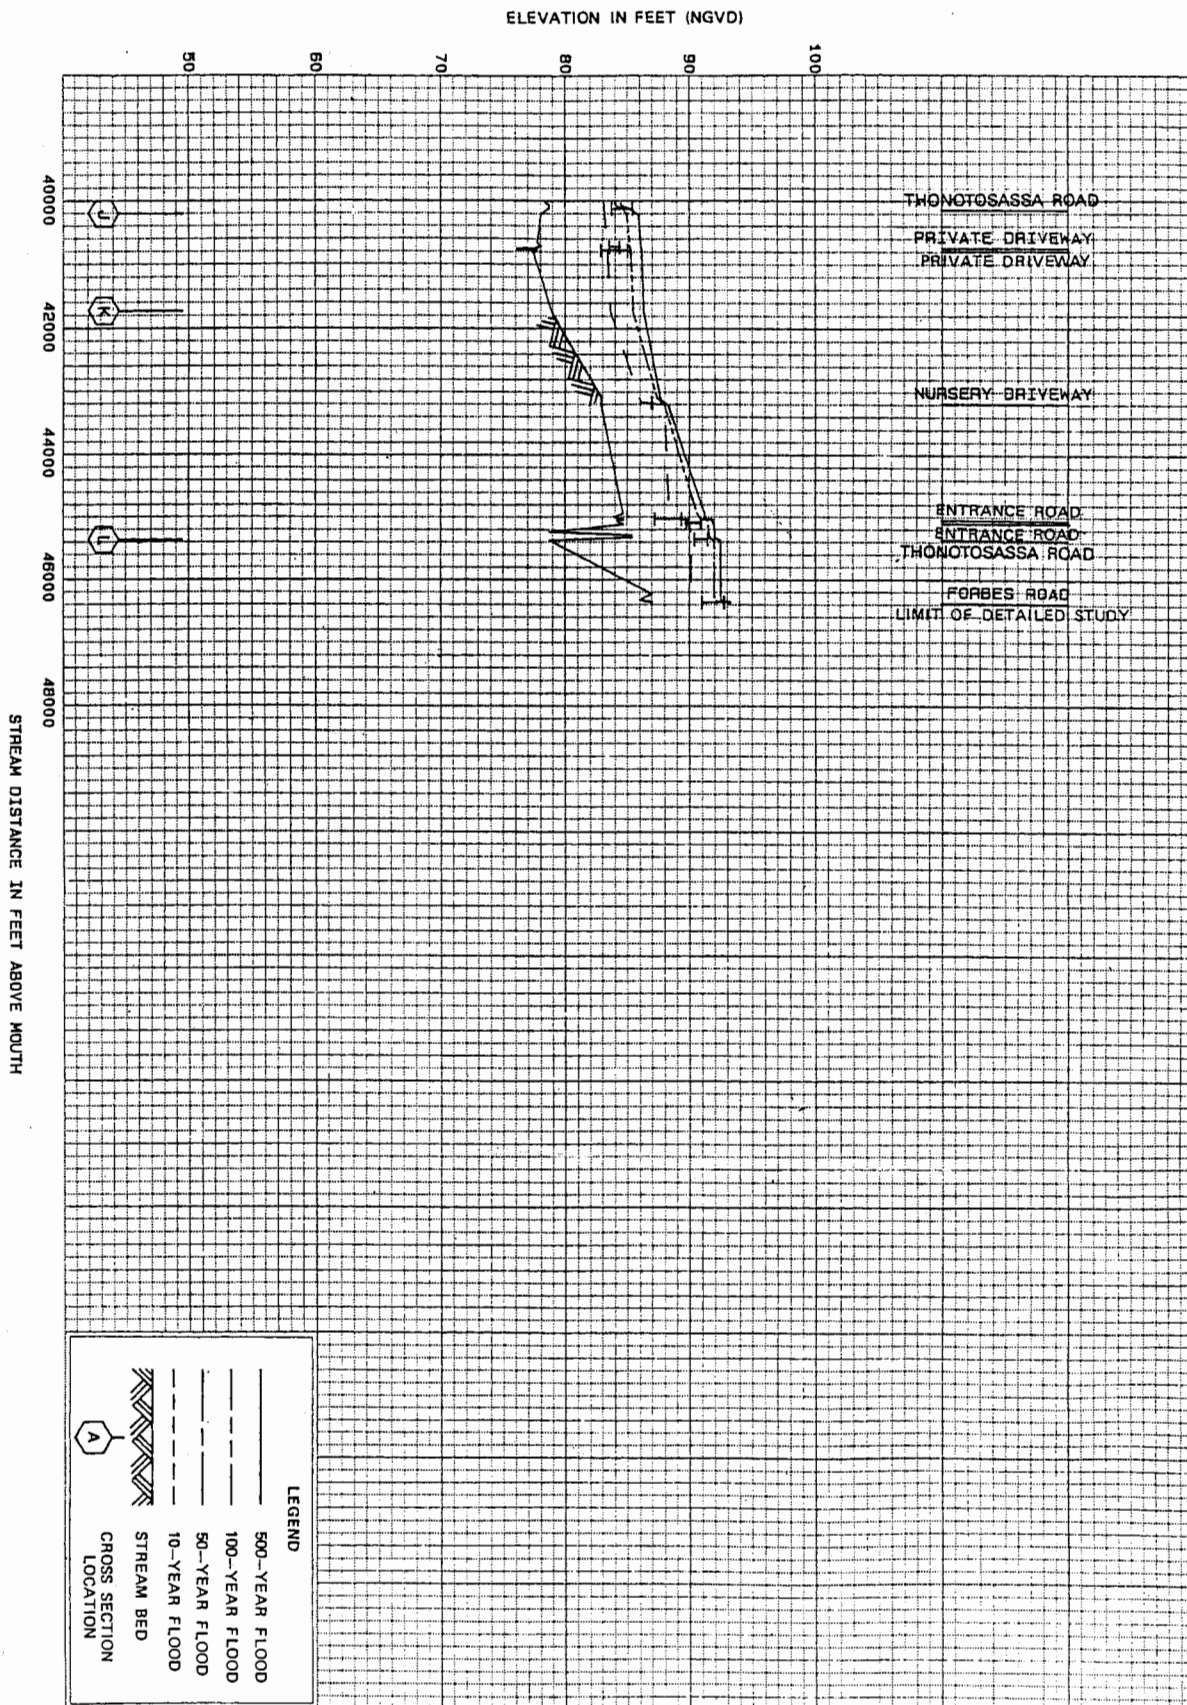 ELEVATION IN FEET (NGVD)
50
60
70
80
90
100
40000
42000
44000
46000
48000
STREAM DISTANCE IN FEET ABOVE MOUTH
J
K
L
THONOTOSASSA ROAD
PRIVATE DRIVEWAY
PRIVATE DRIVEWAY
NURSERY DRIVEWAY
ENTRANCE ROAD
ENTRANCE ROAD
THONOTOSASSA ROAD
FORBES ROAD
LIMIT OF DETAILED STUDY
LEGEND
500-YEAR FLOOD
100-YEAR FLOOD
50-YEAR FLOOD
10-YEAR FLOOD
STREAM BED
A
CROSS SECTION
LOCATION